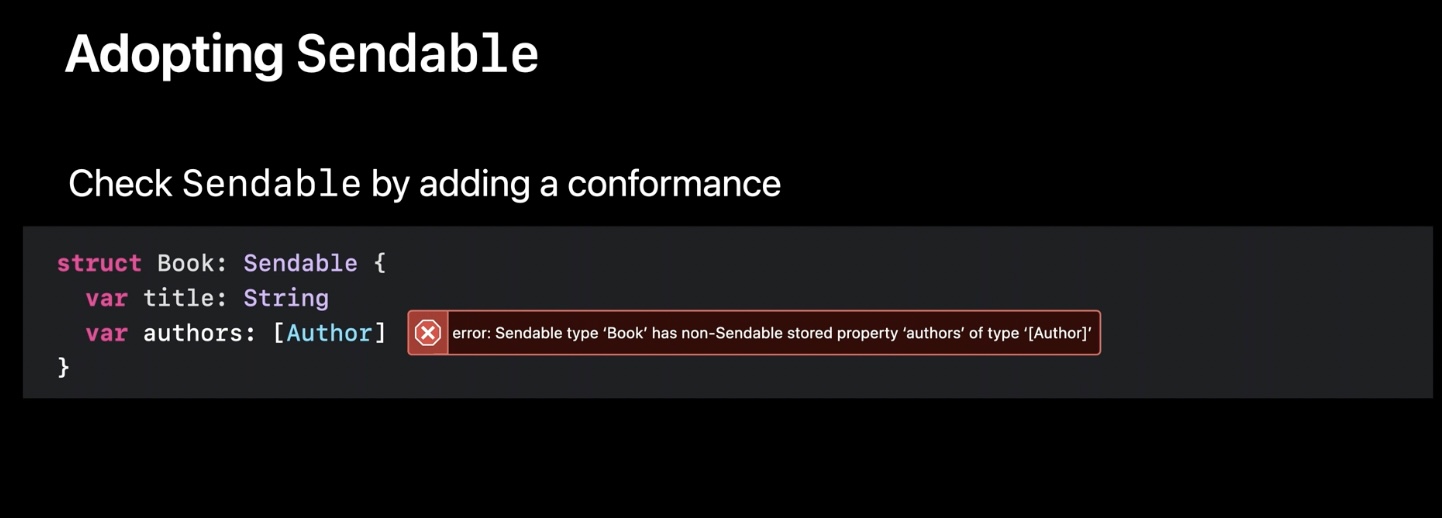 Adopting Sendable
Check Sendable by adding a conformance
struct Book: Sendable {
  var title: String
  var authors: [Author] error: Sendable type ‘Book’ has non-Sendable stored property ‘authors’ of type ‘[Author]’
}